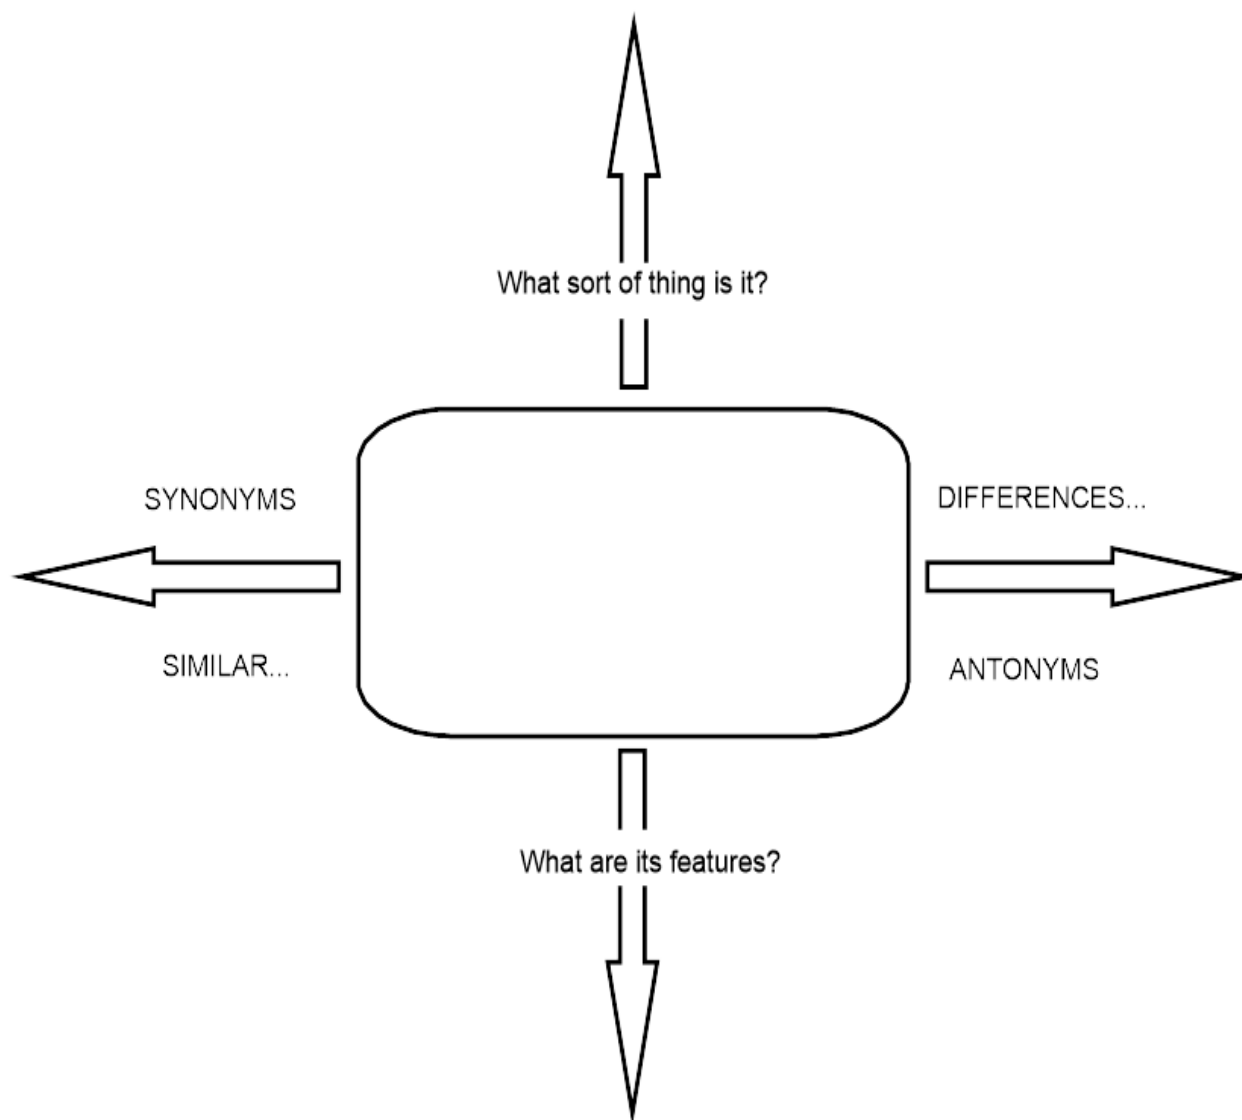 What sort of thing is it?
SYNONYMS
DIFFERENCES...
SIMILAR...
ANTONYMS
What are its features?